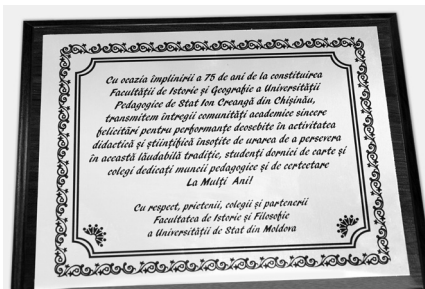 Cu ocazia împlinirii a 75 de ani de la constituirea
Facultății de Istorie și Geografie a Universității
Pedagogice de Stat Ion Creangă din Chișinău,
transmitem întregii comunități academice sincere
felicitări pentru performanțe deosebite în activitatea
didactică și științifică însoțite de urarea de a persevera
în această lăudabilă tradiție, studenți dornici de carte și
colegi dedicați muncii pedagogice și de cercetare
La Mulți Ani!
Cu respect, prietenii, colegii și partenerii
Facultatea de Istorie și Filosofie
a Universității de Stat din Moldova